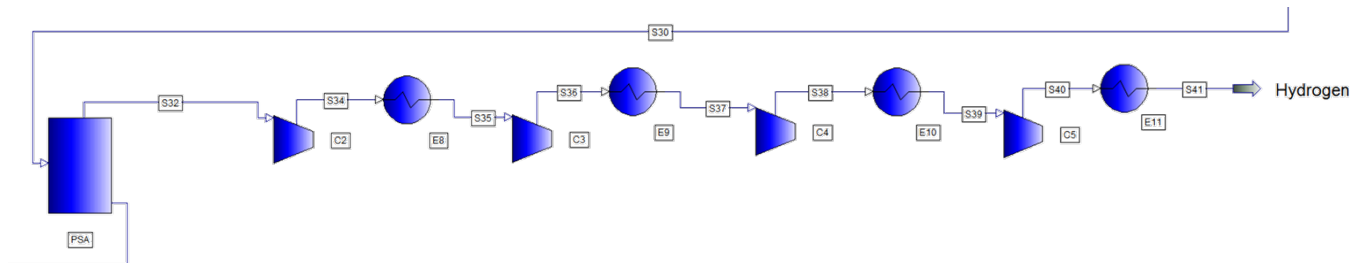 S30
S32
S34
S35
S36
S37
S38
S39
S40
S41
Hydrogen
C2
E8
C3
E9
C4
E10
C5
E11
PSA